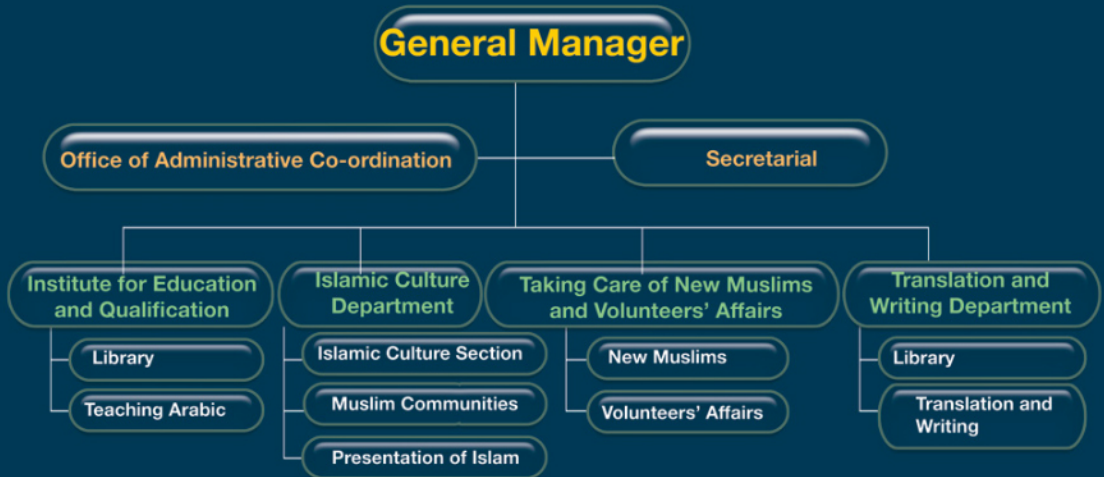 General Manager
Office of Administrative Co-ordination
Secretarial
Institute for Education
and Qualification
Library
Teaching Arabic
Islamic Culture
Department
Islamic Culture Section
Muslim Communities
Presentation of Islam
Taking Care of New Muslims
and Volunteers’ Affairs
New Muslims
Volunteers’ Affairs
Translation and
Writing Department
Library
Translation and
Writing